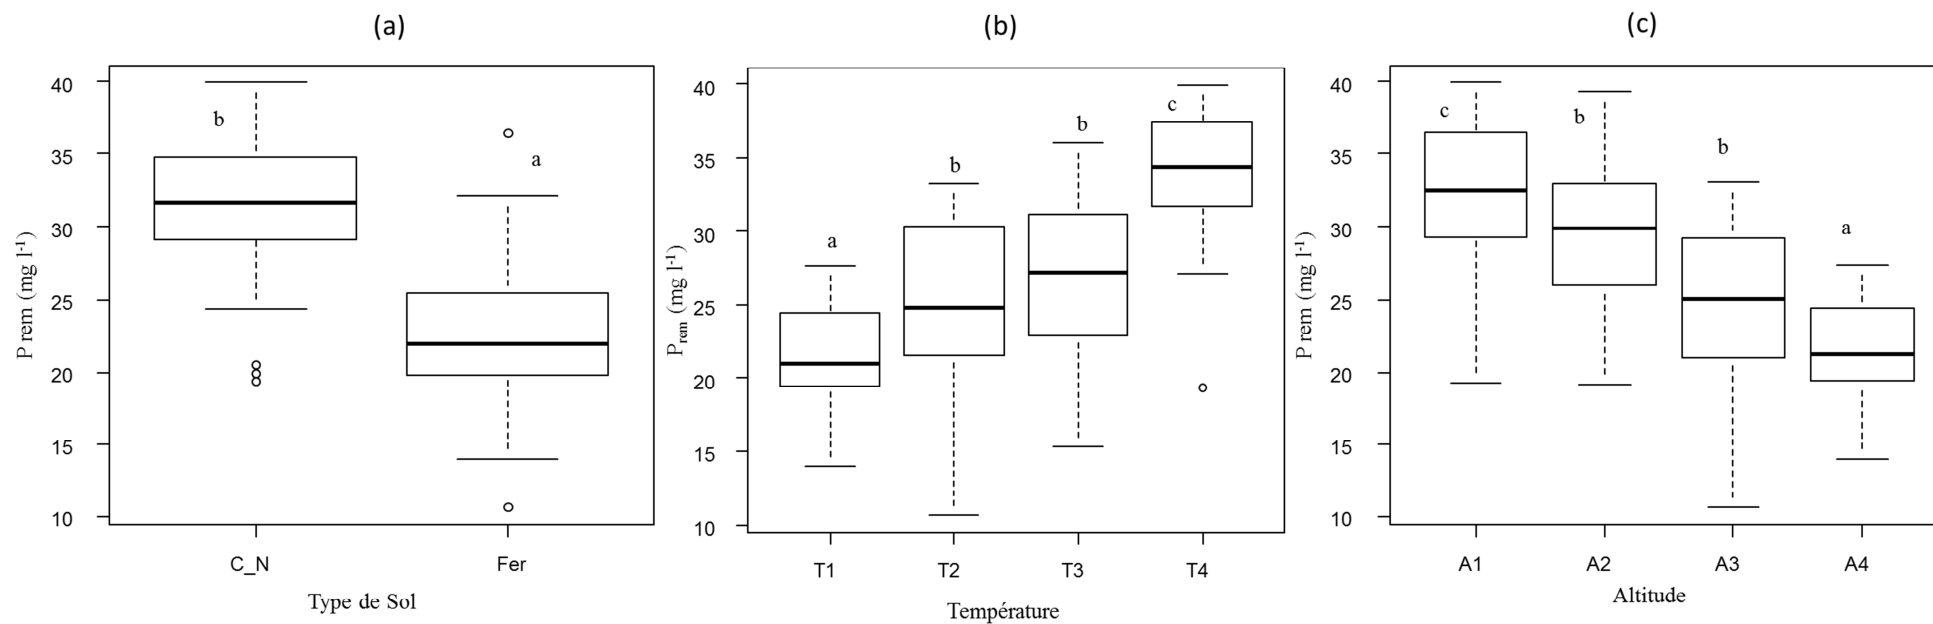 (a)
(b)
(c)
P rem (mg l⁻¹)
40
35
30
25
20
15
10
b
a
C_N
Fer
Type de Sol
Pᵣₑₘ (mg l⁻¹)
40
35
30
25
20
15
10
a
b
b
c
T1
T2
T3
T4
Température
P rem (mg l⁻¹)
40
35
30
25
20
15
10
c
b
b
a
A1
A2
A3
A4
Altitude